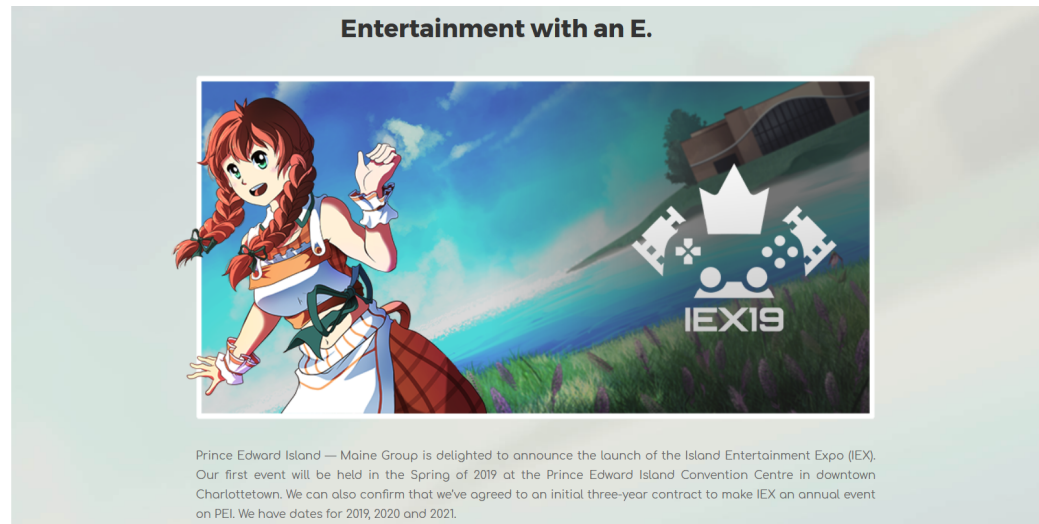 Entertainment with an E.
IEX19
Prince Edward Island — Maine Group is delighted to announce the launch of the Island Entertainment Expo (IEX).
Our first event will be held in the Spring of 2019 at the Prince Edward Island Convention Centre in downtown
Charlottetown. We can also confirm that we've agreed to an initial three-year contract to make IEX an annual event
on PEI. We have dates for 2019, 2020 and 2021.